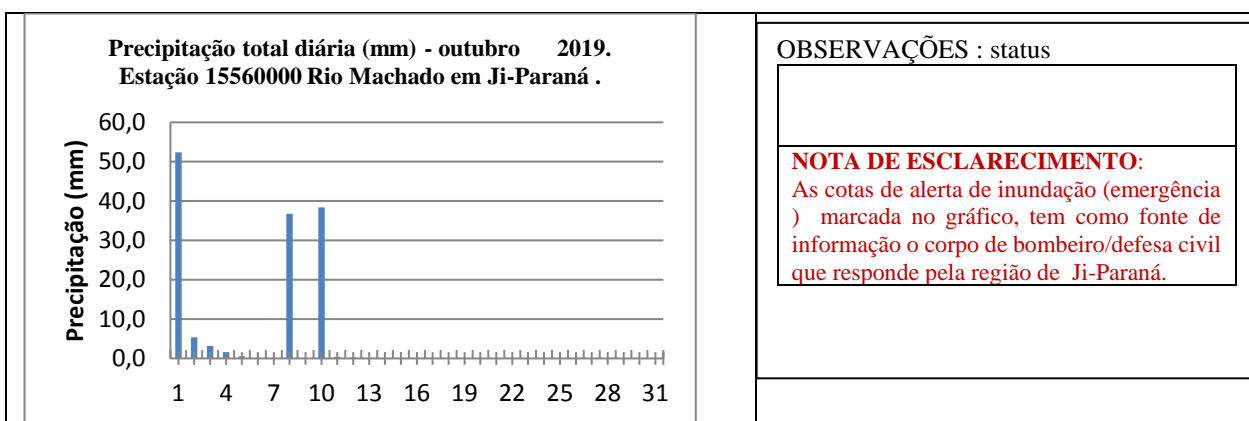 Precipitação total diária (mm) - outubro 2019.
Estação 15560000 Rio Machado em Ji-Paraná .
Precipitação (mm)
60,0
50,0
40,0
30,0
20,0
10,0
0,0
1 4 7 10 13 16 19 22 25 28 31
OBSERVAÇÕES : status
NOTA DE ESCLARECIMENTO:
As cotas de alerta de inundação (emergência
) marcada no gráfico, tem como fonte de
informação o corpo de bombeiro/defesa civil
que responde pela região de Ji-Paraná.